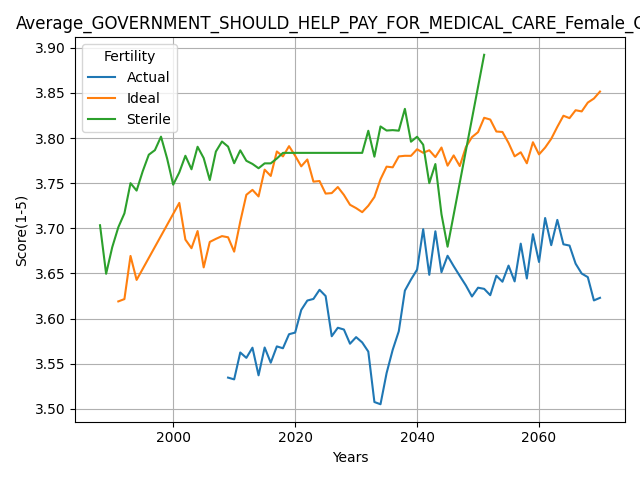 Average_GOVERNMENT_SHOULD_HELP_PAY_FOR_MEDICAL_CARE_Female_
Fertility
Actual
Ideal
Sterile
Score(1-5)
3.90
3.85
3.80
3.75
3.70
3.65
3.60
3.55
3.50
2000
2020
2040
2060
Years